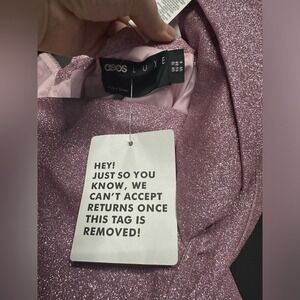 asos LUXE
HEY!
JUST SO YOU
KNOW, WE
CAN'T ACCEPT
RETURNS ONCE
THIS TAG IS
REMOVED!